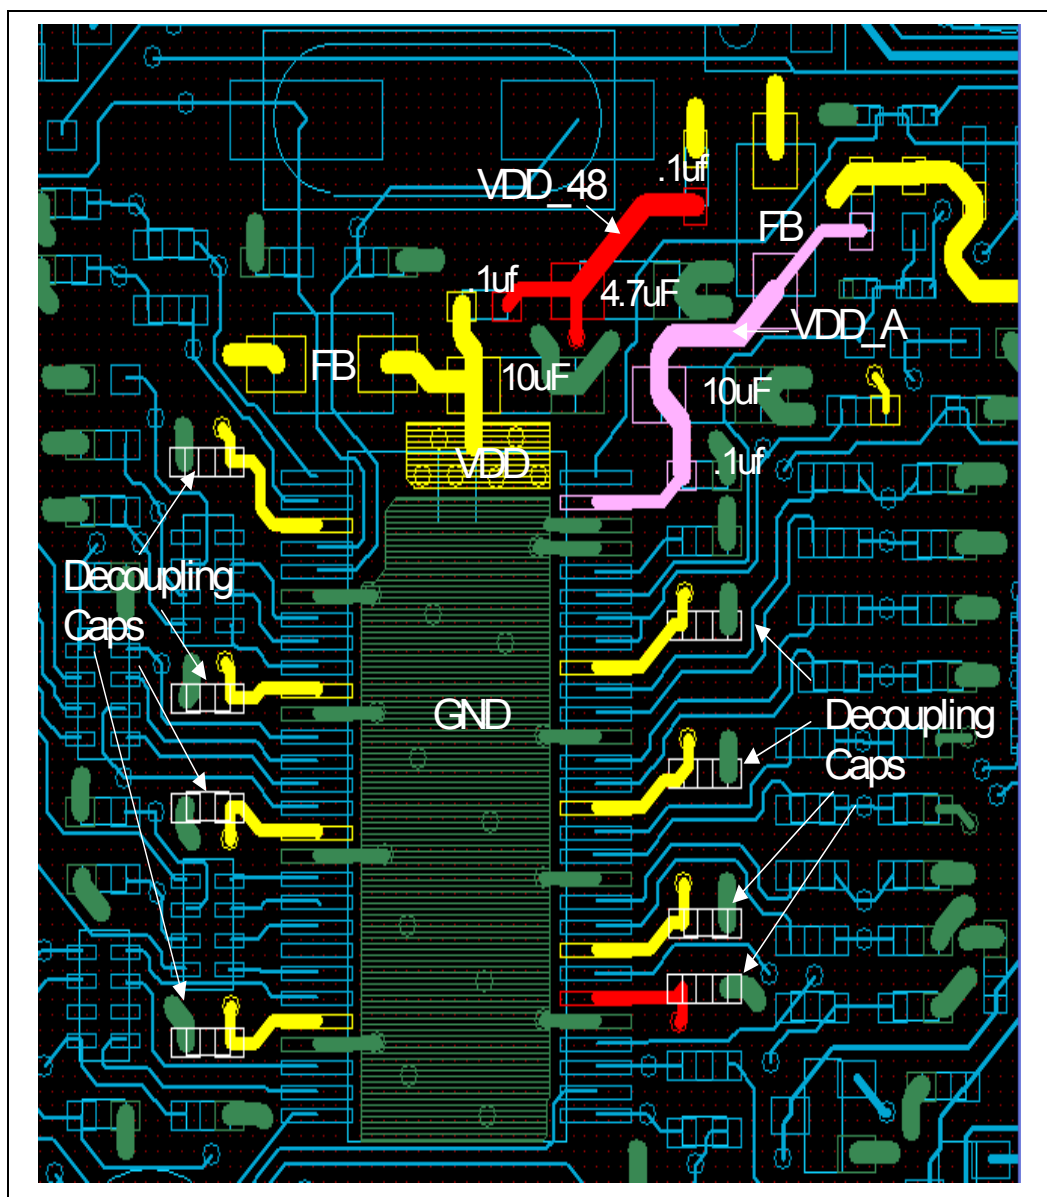 .1uf
VDD_48
FB
.1uf
4.7uF
VDD_A
FB
10uF
10uF
VDD
.1uf
Decoupling
Caps
GND
Decoupling
Caps